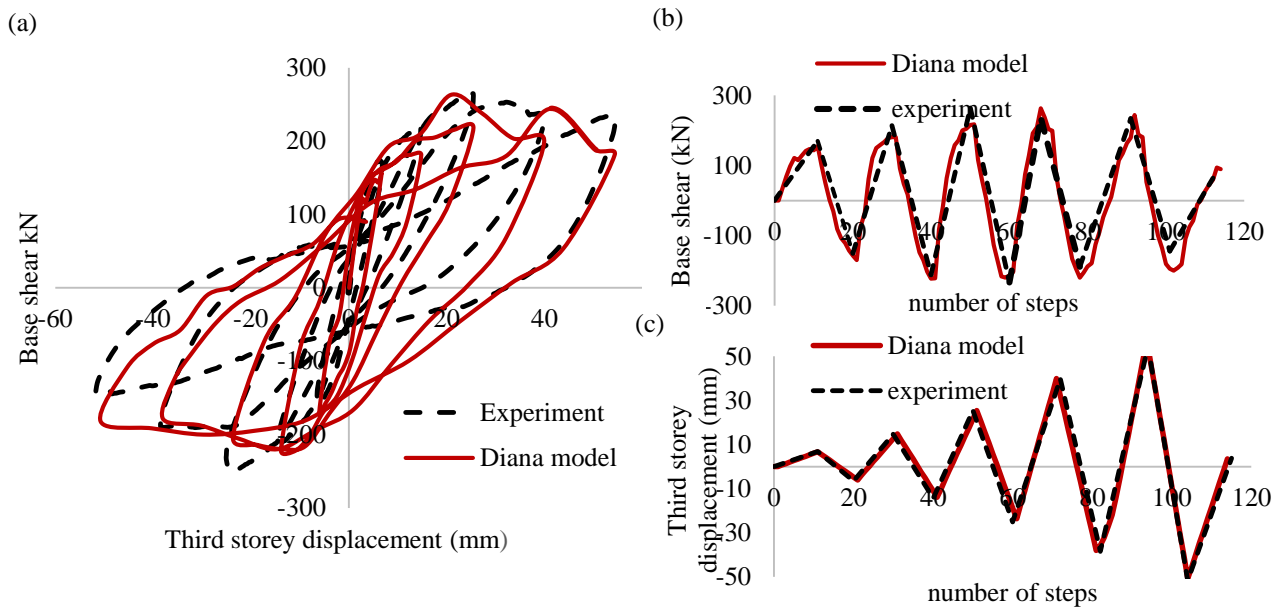 (a)
300
200
100
0
-100
-200
-300
-60
-40
-20
0
20
40
Base shear kN
Third storey displacement (mm)
Experiment
Diana model
(b)
Diana model
experiment
300
100
-100
-300
0
20
40
60
80
100
120
Base shear (kN)
number of steps
(c)
Diana model
experiment
50
30
10
-10
-30
-50
0
20
40
60
80
100
120
Third storey
displacement (mm)
number of steps